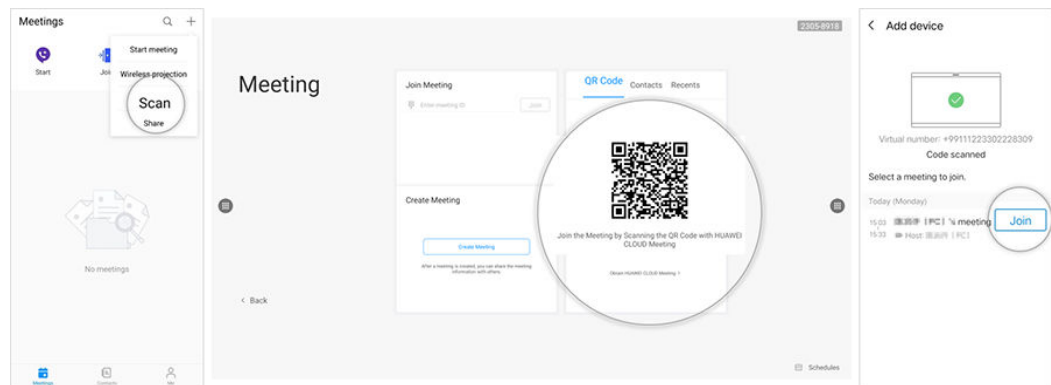 Meetings
Start meeting
Start
Join
Wireless projection
Scan
Share
No meetings
Meetings
Contacts
Me
2305-8918
Meeting
Join Meeting
Enter meeting ID
Join
Create Meeting
Create Meeting
After a meeting is created, you can share the meeting
information with others.
QR Code Contacts Recents
Join the Meeting by Scanning the QR Code with HUAWEI
CLOUD Meeting
Obtain HUAWEI CLOUD Meeting >
< Back
Schedules
< Add device
Virtual number: +99111223302228309
Code scanned
Select a meeting to join.
Today (Monday)
15:03 's meeting
Join
15:33 Host: